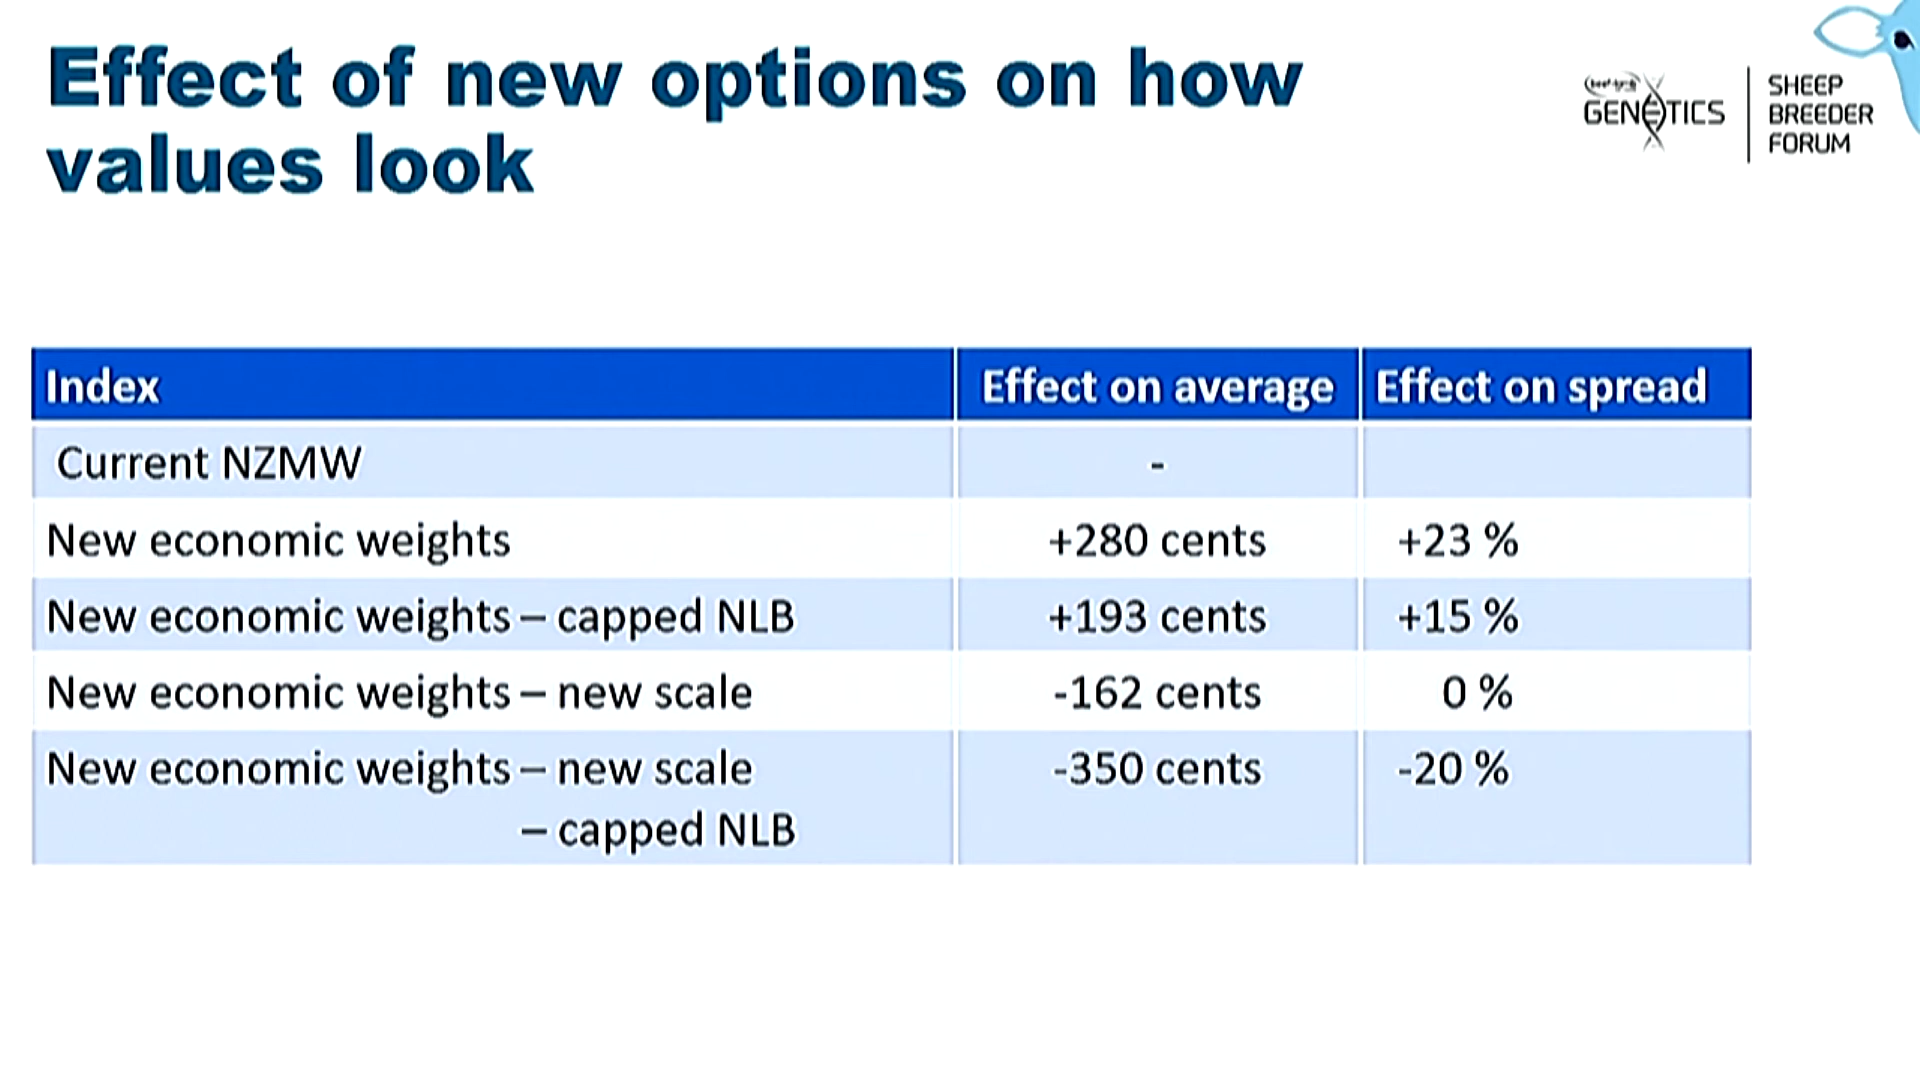 Effect of new options on how
values look
GENETICS
SHEEP
BREEDER
FORUM
Index Effect on average Effect on spread
Current NZMW -
New economic weights +280 cents +23 %
New economic weights – capped NLB +193 cents +15 %
New economic weights – new scale -162 cents 0 %
New economic weights – new scale -350 cents -20 %
– capped NLB